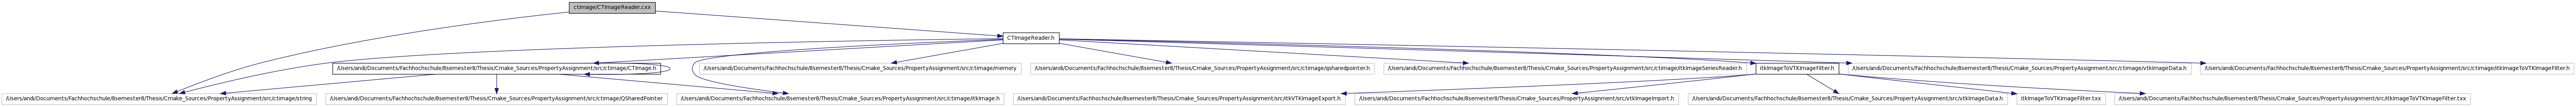 ctimage/CTImageReader.cxx
CTImageReader.h
/Users/andi/Documents/Fachhochschule/8semester8/Thesis/Cmake_Sources/PropertyAssignment/src/ctimage/CTImage.h
/Users/andi/Documents/Fachhochschule/8semester8/Thesis/Cmake_Sources/PropertyAssignment/src/ctimage/memory
/Users/andi/Documents/Fachhochschule/8semester8/Thesis/Cmake_Sources/PropertyAssignment/src/ctimage/qsharedpointer.h
/Users/andi/Documents/Fachhochschule/8semester8/Thesis/Cmake_Sources/PropertyAssignment/src/ctimage/itkImageSeriesReader.h
itkImageToVTKImageFilter.h
/Users/andi/Documents/Fachhochschule/8semester8/Thesis/Cmake_Sources/PropertyAssignment/src/ctimage/vtkImageData.h
/Users/andi/Documents/Fachhochschule/8semester8/Thesis/Cmake_Sources/PropertyAssignment/src/ctimage/itkImageToVTKImageFilter.h
/Users/andi/Documents/Fachhochschule/8semester8/Thesis/Cmake_Sources/PropertyAssignment/src/ctimage/string
/Users/andi/Documents/Fachhochschule/8semester8/Thesis/Cmake_Sources/PropertyAssignment/src/ctimage/QSharedPointer
/Users/andi/Documents/Fachhochschule/8semester8/Thesis/Cmake_Sources/PropertyAssignment/src/ctimage/itkImage.h
/Users/andi/Documents/Fachhochschule/8semester8/Thesis/Cmake_Sources/PropertyAssignment/src/itkVTKImageExport.h
/Users/andi/Documents/Fachhochschule/8semester8/Thesis/Cmake_Sources/PropertyAssignment/src/vtkImageImport.h
/Users/andi/Documents/Fachhochschule/8semester8/Thesis/Cmake_Sources/PropertyAssignment/src/vtkImageData.h
itkImageToVTKImageFilter.txx
/Users/andi/Documents/Fachhochschule/8semester8/Thesis/Cmake_Sources/PropertyAssignment/src/itkImageToVTKImageFilter.txx